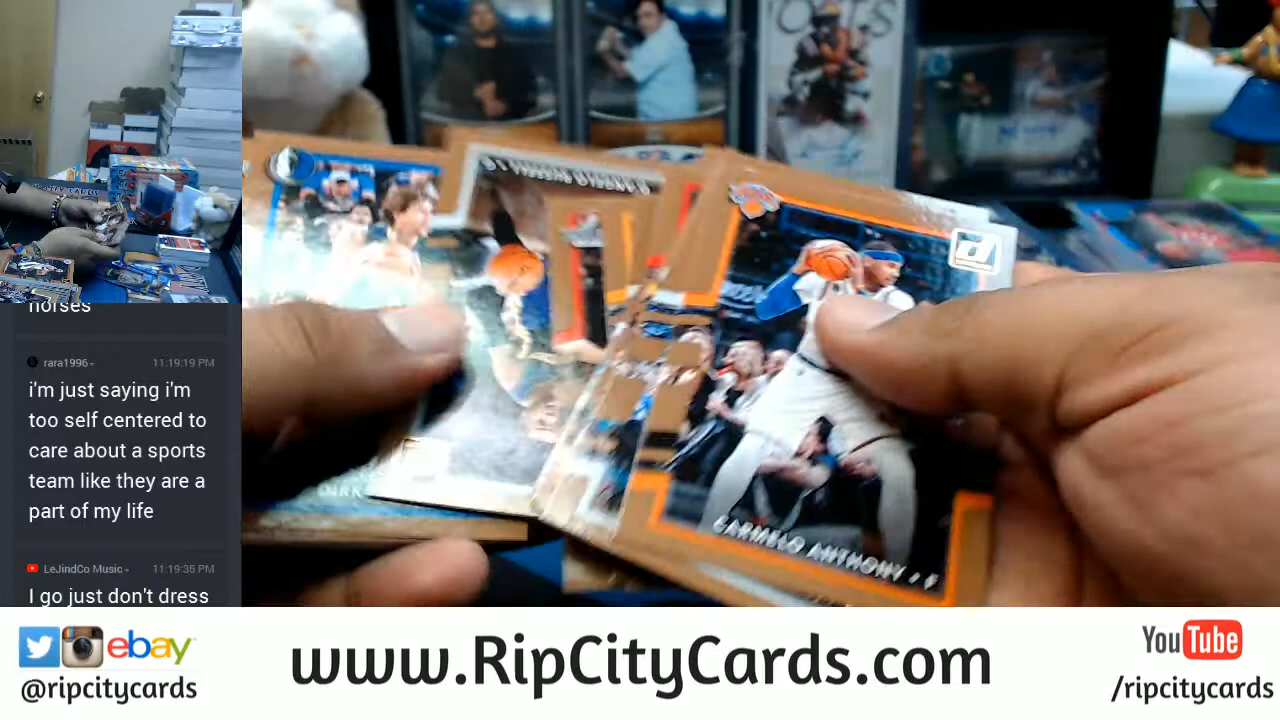 horses
rara1996
11:19:19 PM
i'm just saying i'm
too self centered to
care about a sports
team like they are a
part of my life
LeJindCo Music
11:19:35 PM
I go just don't dress
CARMELO ANTHONY • F
DIRK
ebay
@ripcitycards
www.RipCityCards.com
YouTube
/ripcitycards